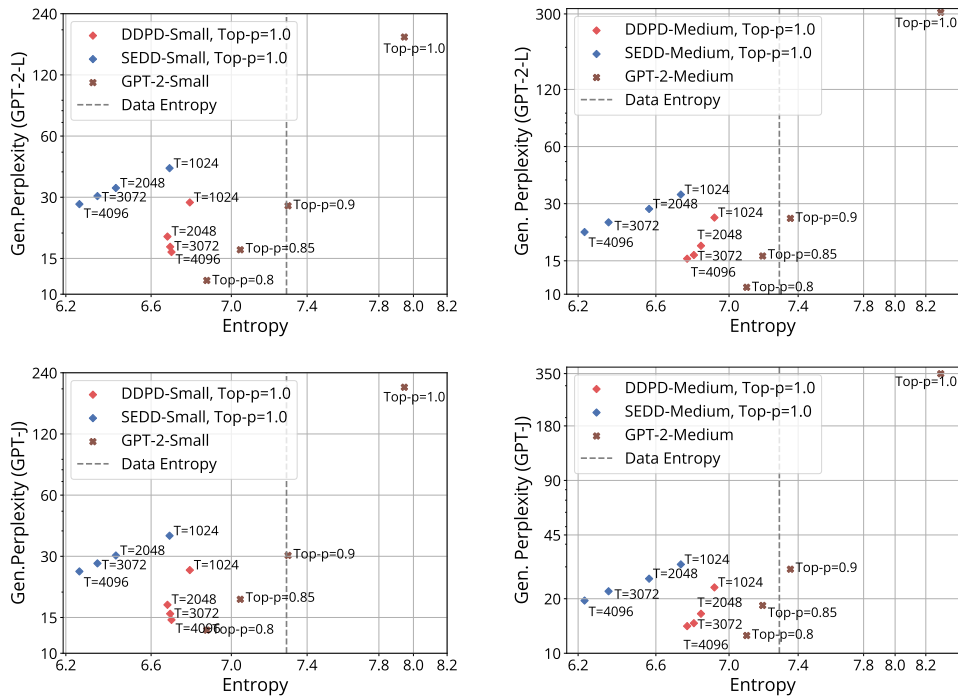 240
120
60
30
15
10
Gen.Perplexity (GPT-2-L)
DDPD-Small, Top-p=1.0
SEDD-Small, Top-p=1.0
GPT-2-Small
Data Entropy
Top-p=1.0
T=1024
T=2048
T=3072
T=4096
T=1024
T=2048
T=3072
T=4096
Top-p=0.9
Top-p=0.85
Top-p=0.8
6.2 6.6 7.0 7.4 7.8 8.0 8.2
Entropy
300
120
60
30
15
10
Gen. Perplexity (GPT-2-L)
DDPD-Medium, Top-p=1.0
SEDD-Medium, Top-p=1.0
GPT-2-Medium
Data Entropy
Top-p=1.0
T=1024
T=2048
T=3072
T=4096
T=1024
T=2048
T=3072
T=4096
Top-p=0.9
Top-p=0.85
Top-p=0.8
6.2 6.6 7.0 7.4 7.8 8.0 8.2
Entropy
240
120
60
30
15
10
Gen.Perplexity (GPT-J)
DDPD-Small, Top-p=1.0
SEDD-Small, Top-p=1.0
GPT-2-Small
Data Entropy
Top-p=1.0
T=1024
T=2048
T=3072
T=4096
T=1024
T=2048
T=3072
T=4096
Top-p=0.9
Top-p=0.85
Top-p=0.8
6.2 6.6 7.0 7.4 7.8 8.0 8.2
Entropy
350
180
90
45
20
10
Gen. Perplexity (GPT-J)
DDPD-Medium, Top-p=1.0
SEDD-Medium, Top-p=1.0
GPT-2-Medium
Data Entropy
Top-p=1.0
T=1024
T=2048
T=3072
T=4096
T=1024
T=2048
T=3072
T=4096
Top-p=0.9
Top-p=0.85
Top-p=0.8
6.2 6.6 7.0 7.4 7.8 8.0 8.2
Entropy